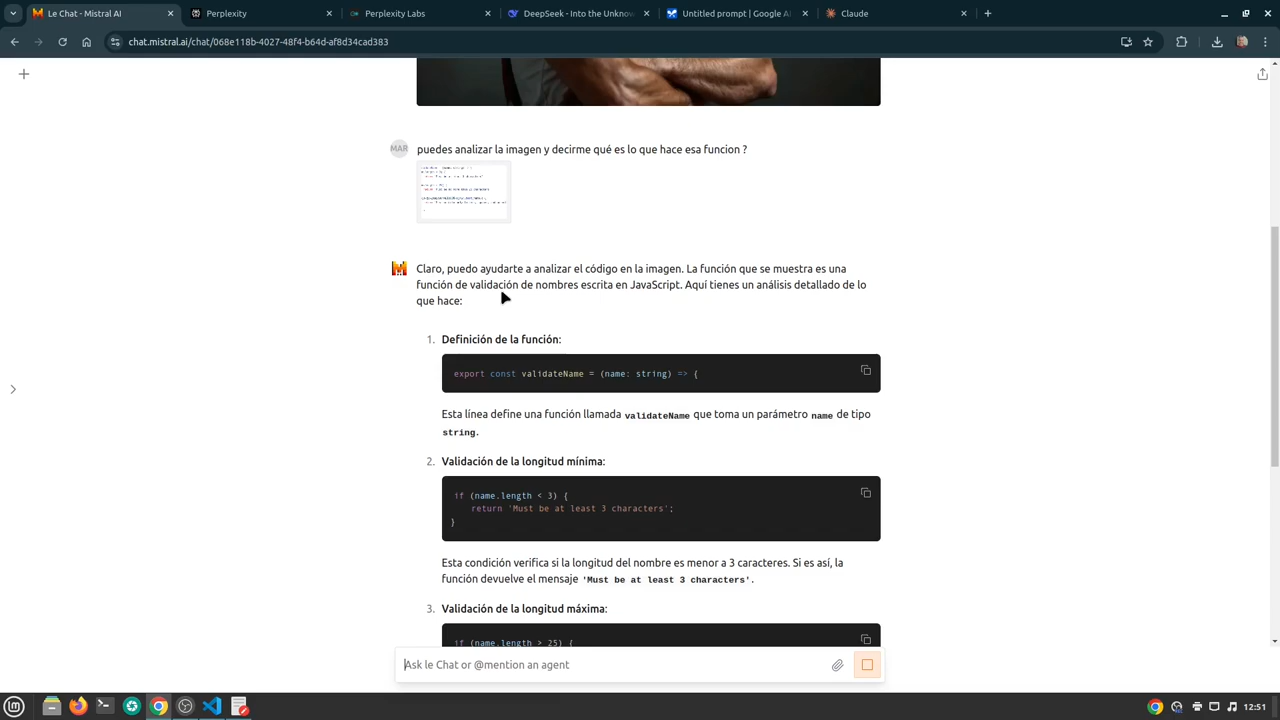 Le Chat - Mistral AI
Perplexity
Perplexity Labs
DeepSeek - Into the Unknow
Untitled prompt | Google AI
Claude
chat.mistral.ai/chat/068e118b-4027-48f4-b64d-af8d34cad383
MAR
puedes analizar la imagen y decirme qué es lo que hace esa funcion ?
Claro, puedo ayudarte a analizar el código en la imagen. La función que se muestra es una
función de validación de nombres escrita en JavaScript. Aquí tienes un análisis detallado de lo
que hace:
1. Definición de la función:
export const validateName = (name: string) => {
Esta línea define una función llamada validateName que toma un parámetro name de tipo
string.
2. Validación de la longitud mínima:
if (name.length < 3) {
return 'Must be at least 3 characters';
}
Esta condición verifica si la longitud del nombre es menor a 3 caracteres. Si es así, la
función devuelve el mensaje 'Must be at least 3 characters'.
3. Validación de la longitud máxima:
if (name.length > 25) {
Ask le Chat or @mention an agent
12:51